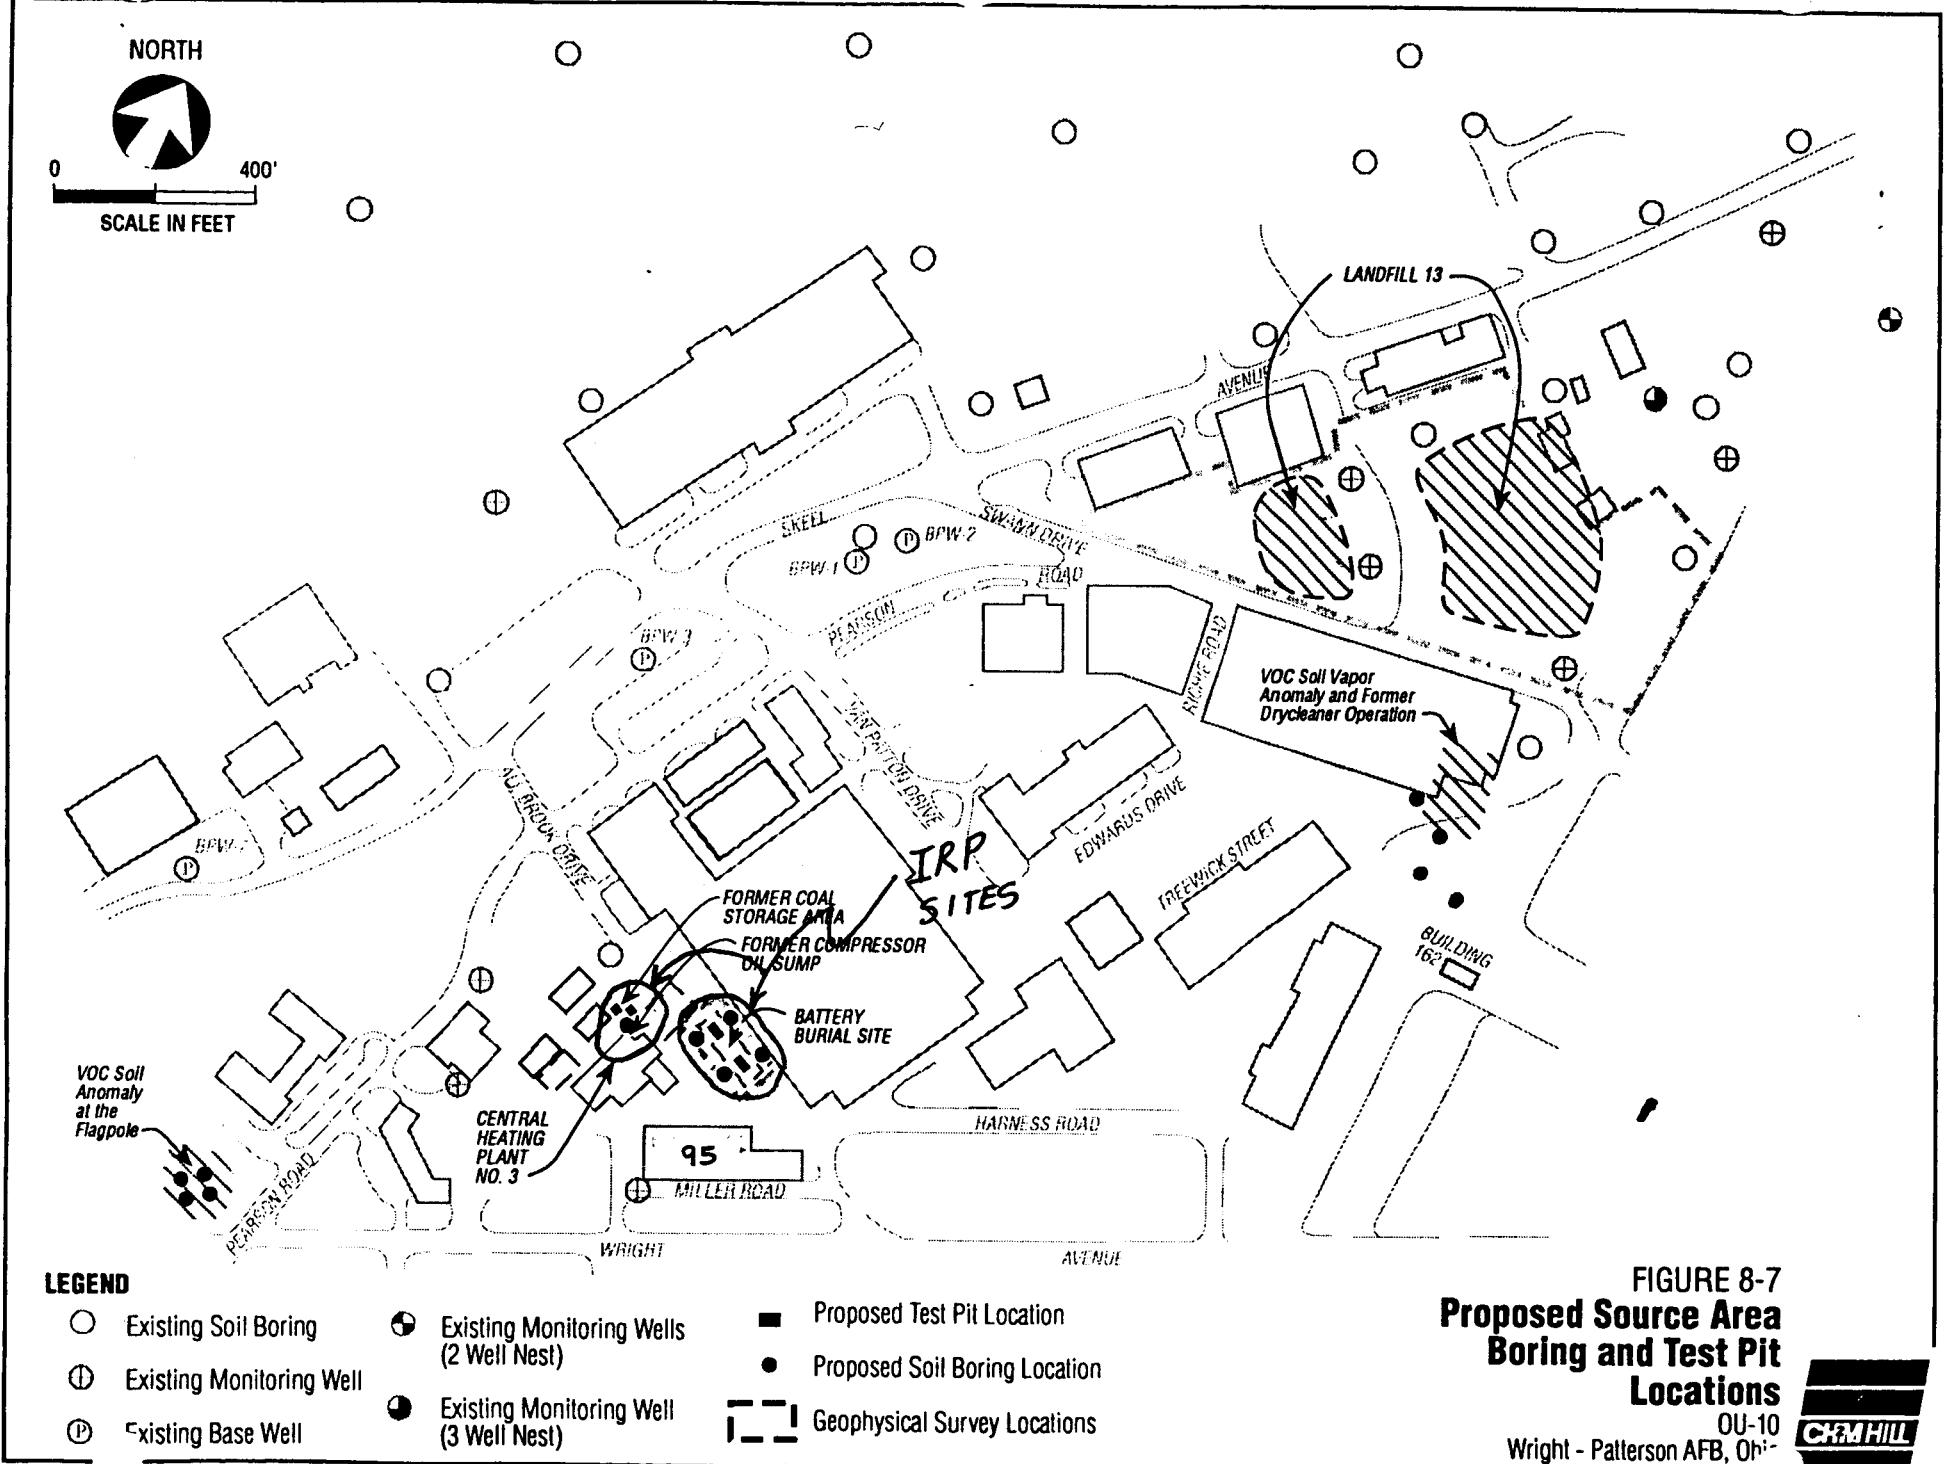 NORTH
0 400'
SCALE IN FEET
LANDFILL 13
AVENUE
SKEEL
SWANN DRIVE
BPW-2
BPW-1
ROAD
PEARSON
BPW-3
RICHIE ROAD
VOC Soil Vapor
Anomaly and Former
Drycleaner Operation
VAN PATTON DRIVE
EDWARDS DRIVE
TREEWICK STREET
IRP
SITES
FORMER COAL
STORAGE AREA
FORMER COMPRESSOR
OIL SUMP
BATTERY
BURIAL SITE
BUILDING
162
VOC Soil
Anomaly
at the
Flagpole
CENTRAL
HEATING
PLANT
NO. 3
95
HARNESS ROAD
MILLER ROAD
PEARSON ROAD
WRIGHT
AVENUE
LEGEND
Existing Soil Boring
Existing Monitoring Well
P Existing Base Well
Existing Monitoring Wells
(2 Well Nest)
Existing Monitoring Well
(3 Well Nest)
Proposed Test Pit Location
Proposed Soil Boring Location
Geophysical Survey Locations
FIGURE 8-7
Proposed Source Area
Boring and Test Pit
Locations
OU-10
Wright - Patterson AFB,
CH2M HILL